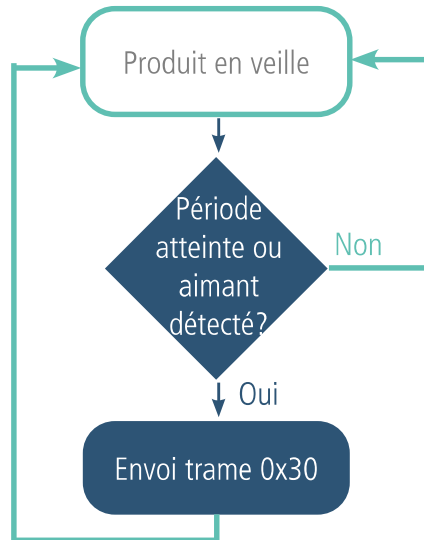 Produit en veille
Période
atteinte ou
aimant
détecté?
Non
Oui
Envoi trame 0x30